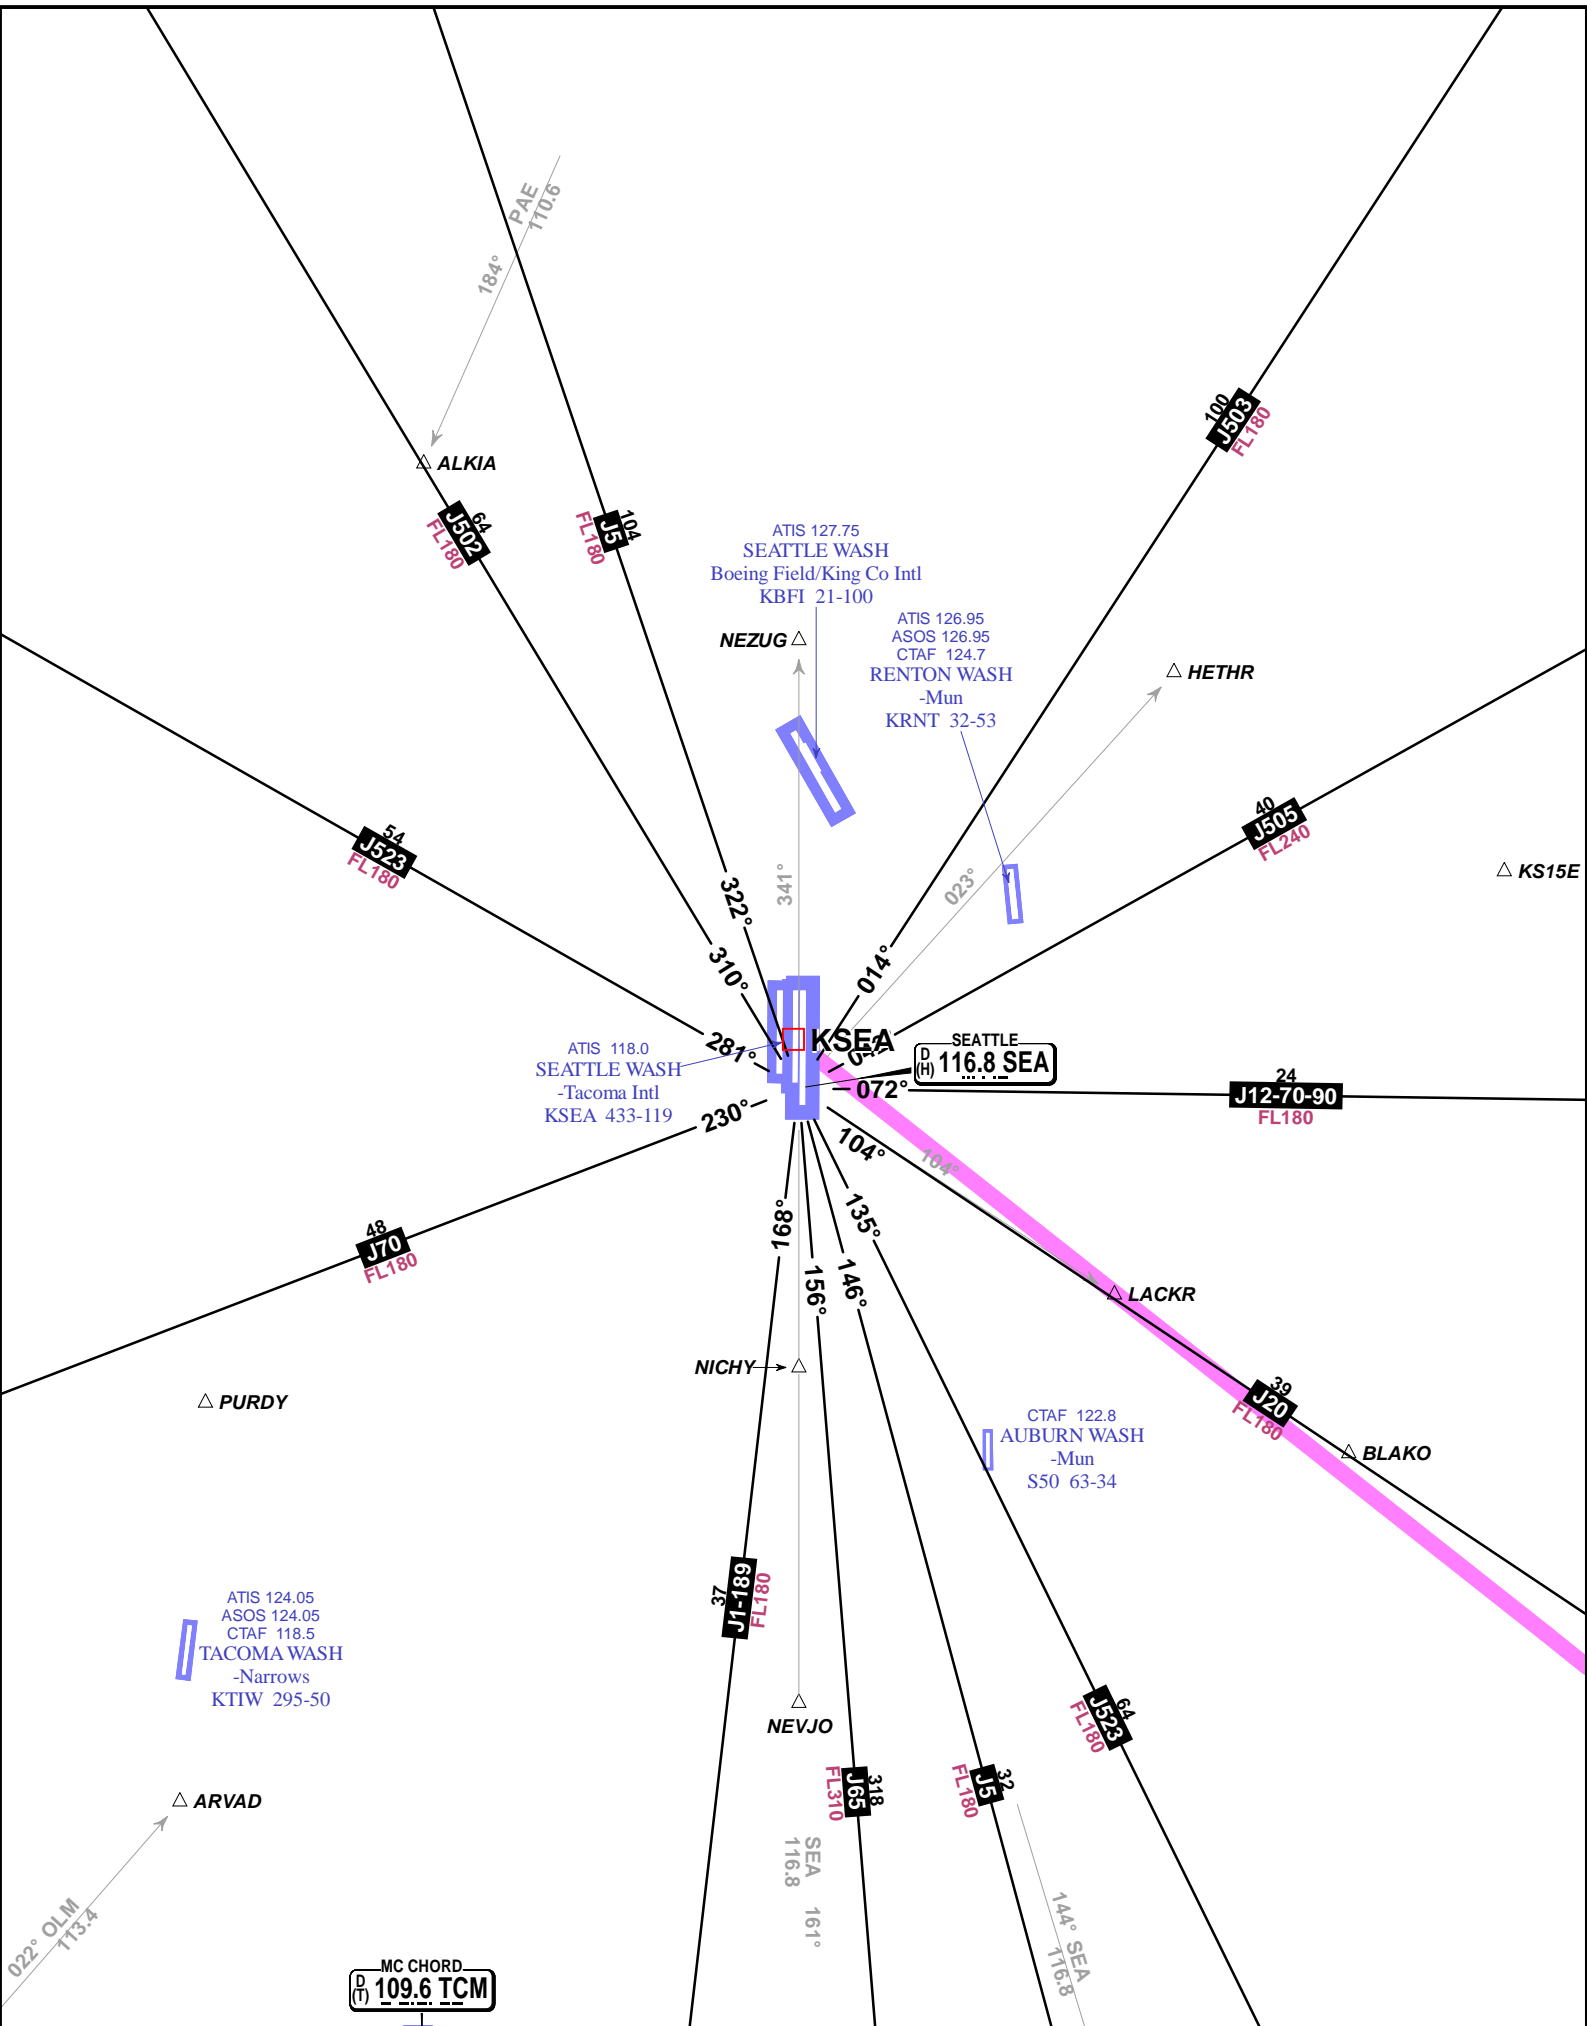 PAE
110.6
184°
100
J503
FL180
ALKIA
64
J502
FL180
104
J5
FL180
ATIS 127.75
SEATTLE WASH
Boeing Field/King Co Intl
KBFI 21-100
NEZUG
ATIS 126.95
ASOS 126.95
CTAF 124.7
RENTON WASH
-Mun
KRNT 32-53
HETHR
54
J523
FL180
40
J505
FL240
KS15E
322°
341°
023°
310°
014°
281°
KSEA
ATIS 118.0
SEATTLE WASH
-Tacoma Intl
KSEA 433-119
SEATTLE
D
(H) 116.8 SEA
072°
24
J12-70-90
FL180
230°
104°
104°
48
J70
FL180
168°
135°
156°
146°
LACKR
NICHY
PURDY
39
J20
FL180
CTAF 122.8
AUBURN WASH
-Mun
S50 63-34
BLAKO
37
J1-189
FL180
ATIS 124.05
ASOS 124.05
CTAF 118.5
TACOMA WASH
-Narrows
KTIW 295-50
NEVJO
64
J523
FL180
318
J65
FL310
32
J5
FL180
ARVAD
SEA 161°
116.8
144° SEA
116.8
022° OLM
113.4
MC CHORD
D
(T) 109.6 TCM